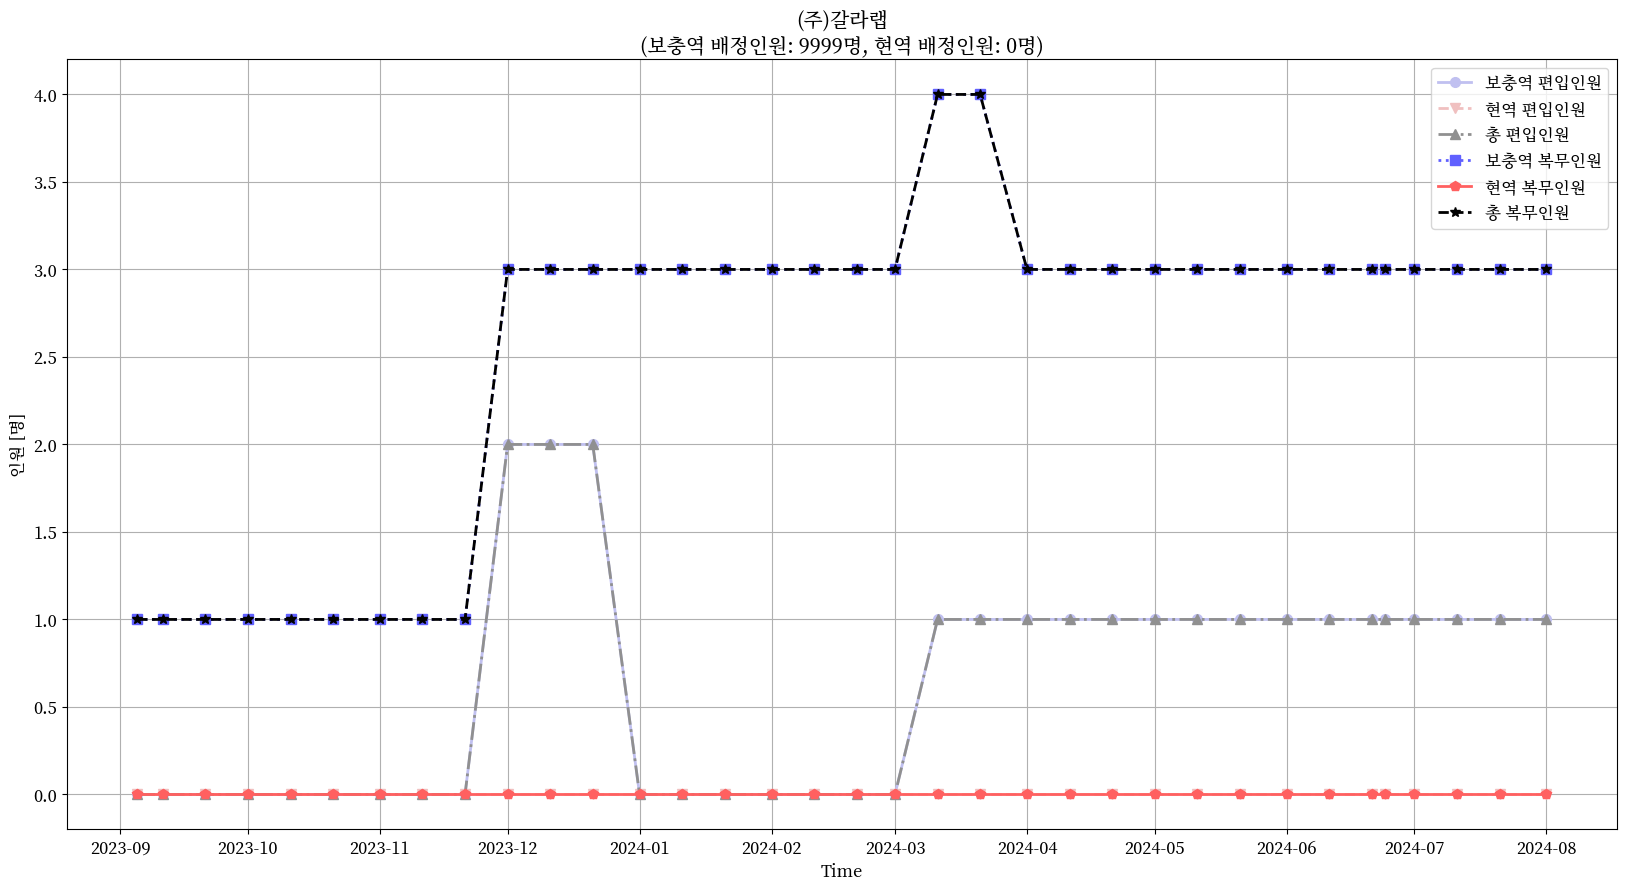 (주)갈라랩
(보충역 배정인원: 9999명, 현역 배정인원: 0명)
보충역 편입인원
현역 편입인원
총 편입인원
보충역 복무인원
현역 복무인원
총 복무인원
인원 [명]
4.0
3.5
3.0
2.5
2.0
1.5
1.0
0.5
0.0
2023-09 2023-10 2023-11 2023-12 2024-01 2024-02 2024-03 2024-04 2024-05 2024-06 2024-07 2024-08
Time